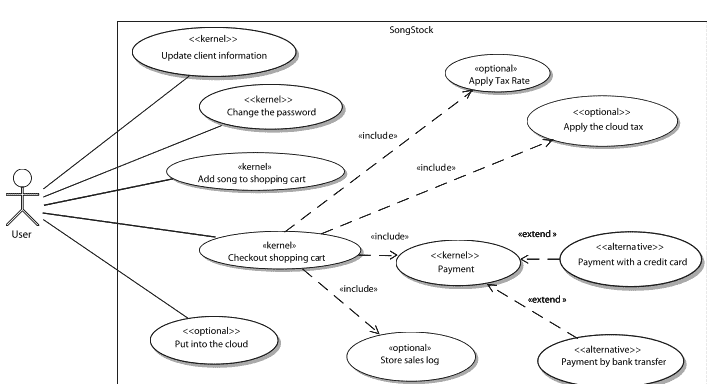 SongStock
<<kernel>>
Update client information
«optional»
Apply Tax Rate
<<kernel>>
Change the password
<<optional>>
Apply the cloud tax
«include»
«include»
«kernel»
Add song to shopping cart
User
«kernel»
Checkout shopping cart
«include»
<<kernel>>
Payment
«extend »
<<alternative>>
Payment with a credit card
«include»
«extend »
<<optional>>
Put into the cloud
«optional»
Store sales log
<<alternative>>
Payment by bank transfer